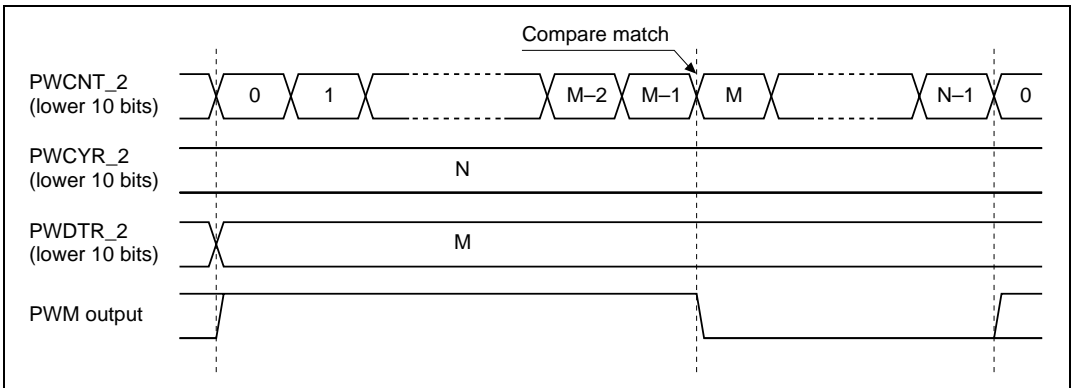 Compare match
PWCNT_2
(lower 10 bits)
0 1 M–2 M–1 M N–1 0
PWCYR_2
(lower 10 bits)
N
PWDTR_2
(lower 10 bits)
M
PWM output